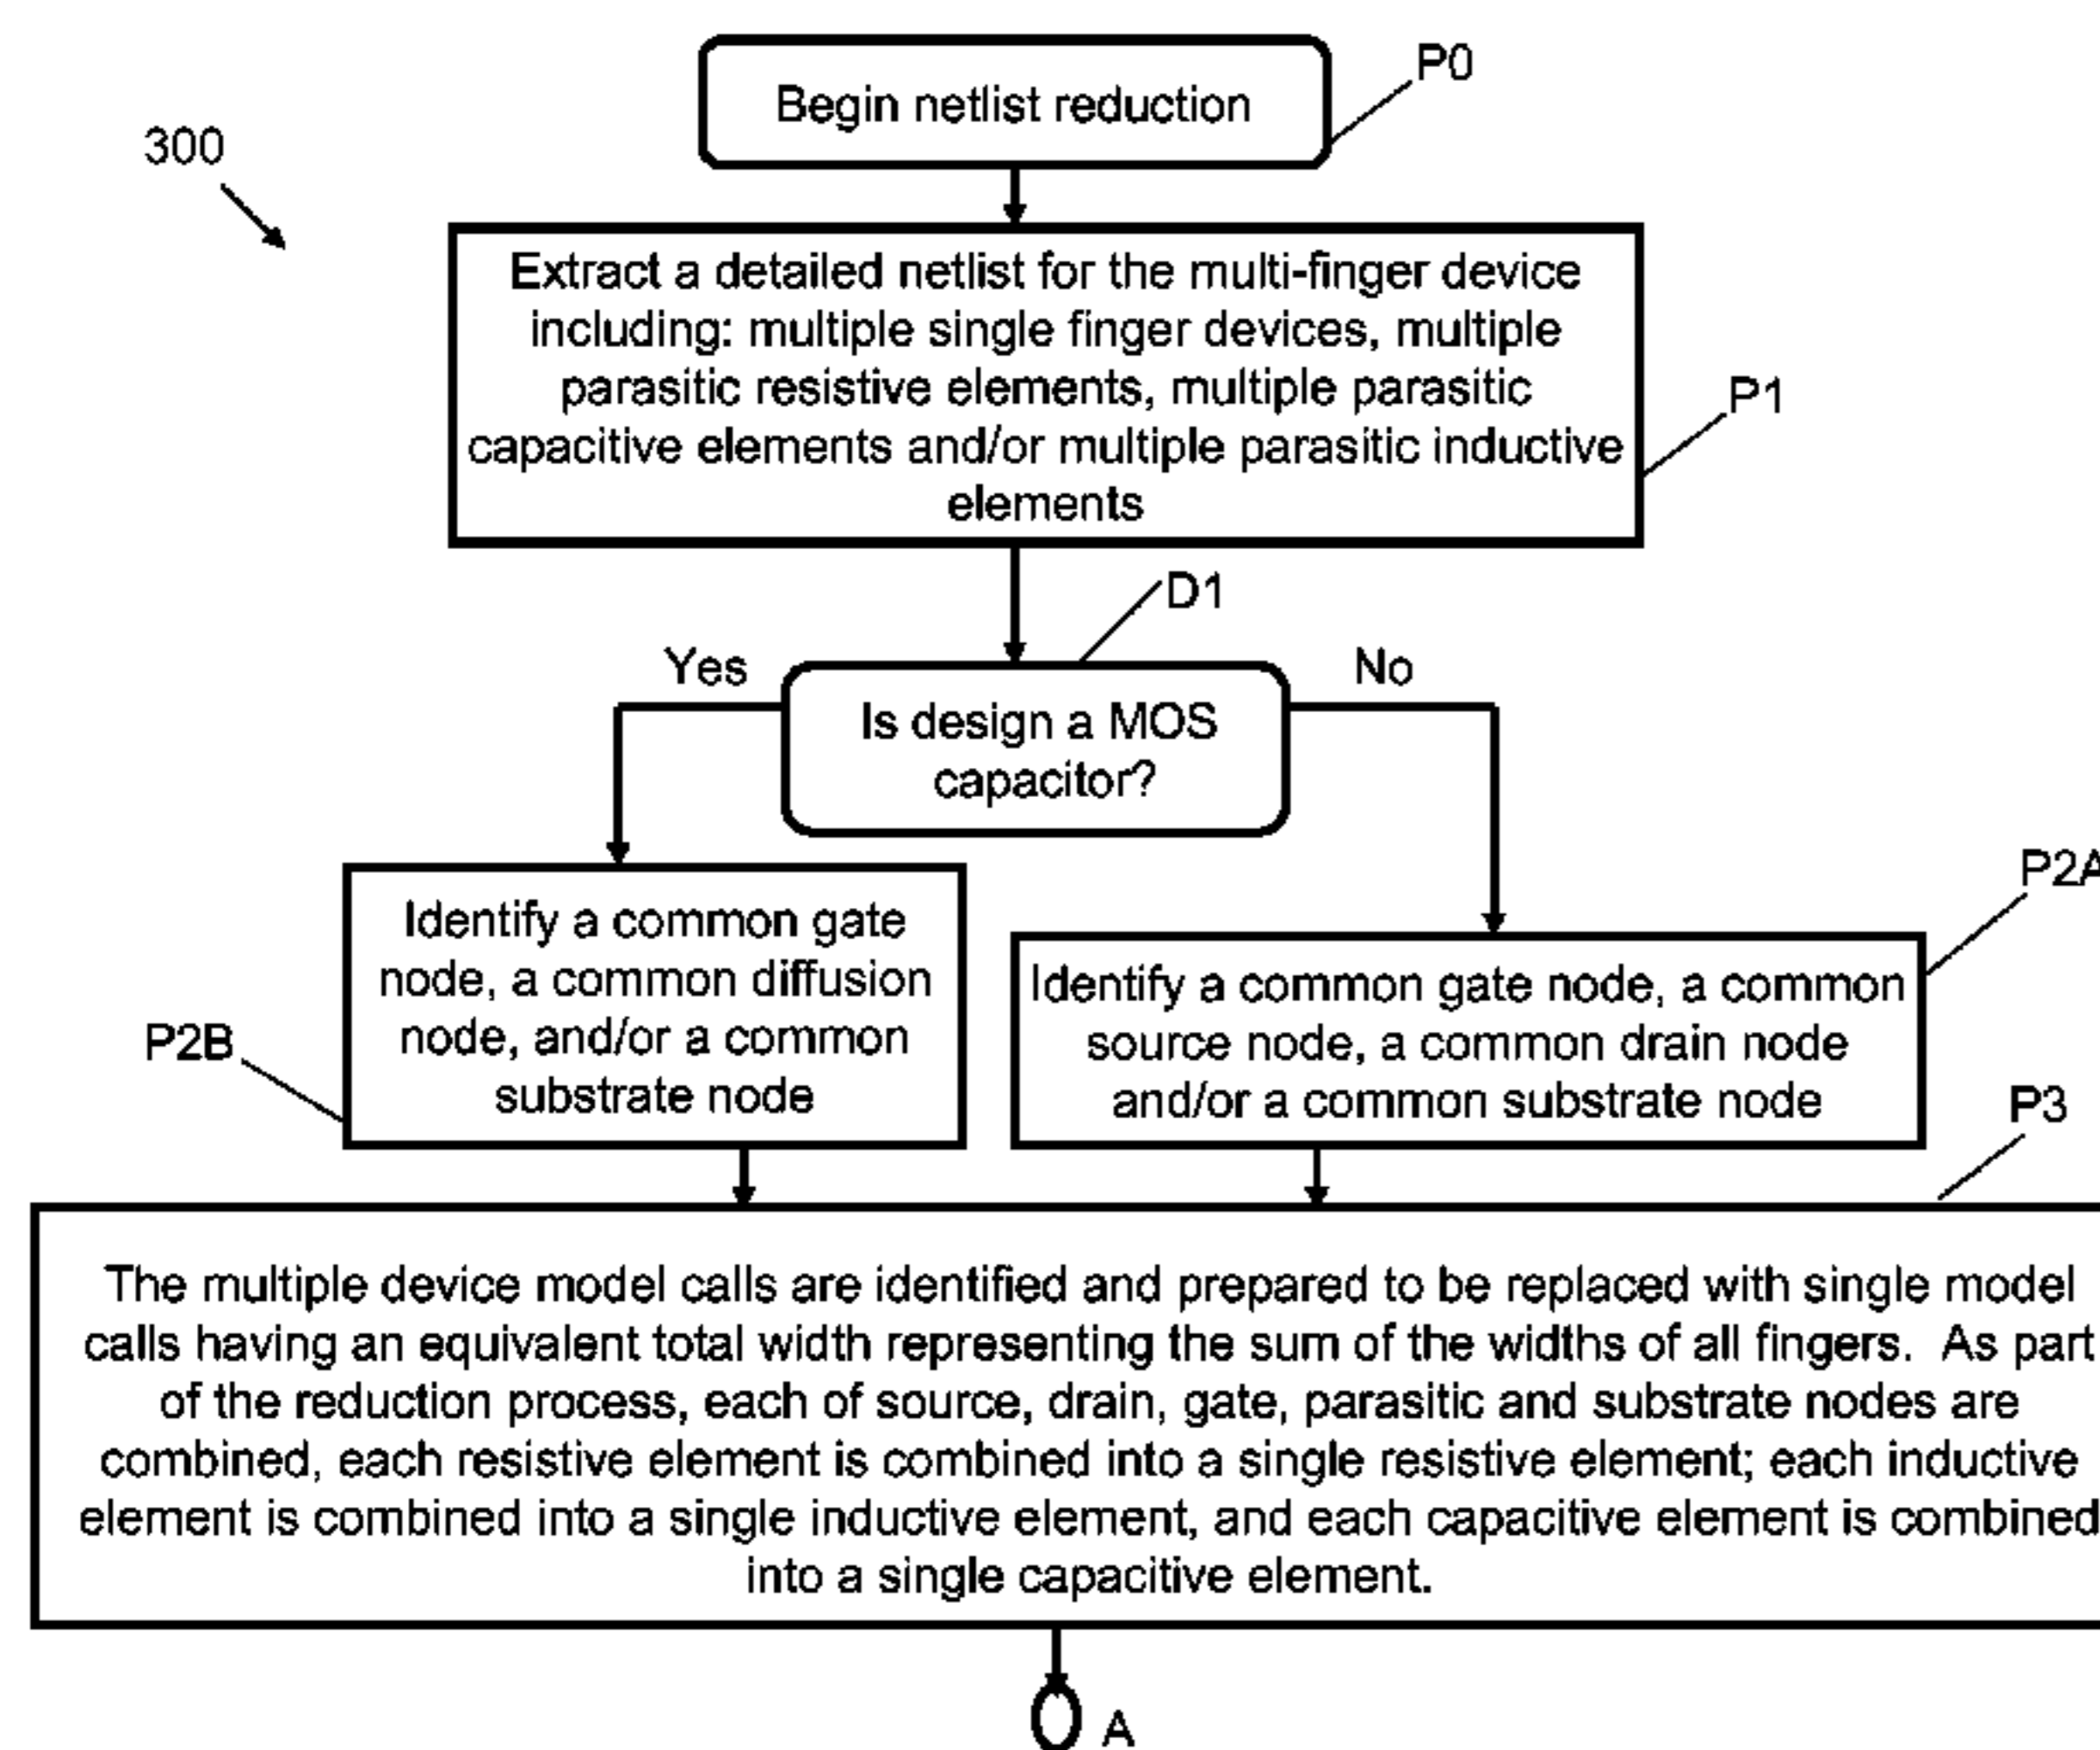 P0
Begin netlist reduction
300
Extract a detailed netlist for the multi-finger device
including: multiple single finger devices, multiple
parasitic resistive elements, multiple parasitic
capacitive elements and/or multiple parasitic inductive
elements
P1
D1
Yes
No
Is design a MOS
capacitor?
P2A
Identify a common gate
node, a common diffusion
node, and/or a common
substrate node
P2B
Identify a common gate node, a common
source node, a common drain node
and/or a common substrate node
P3
The multiple device model calls are identified and prepared to be replaced with single model
calls having an equivalent total width representing the sum of the widths of all fingers.  As part
of the reduction process, each of source, drain, gate, parasitic and substrate nodes are
combined, each resistive element is combined into a single resistive element; each inductive
element is combined into a single inductive element, and each capacitive element is combined
into a single capacitive element.
A